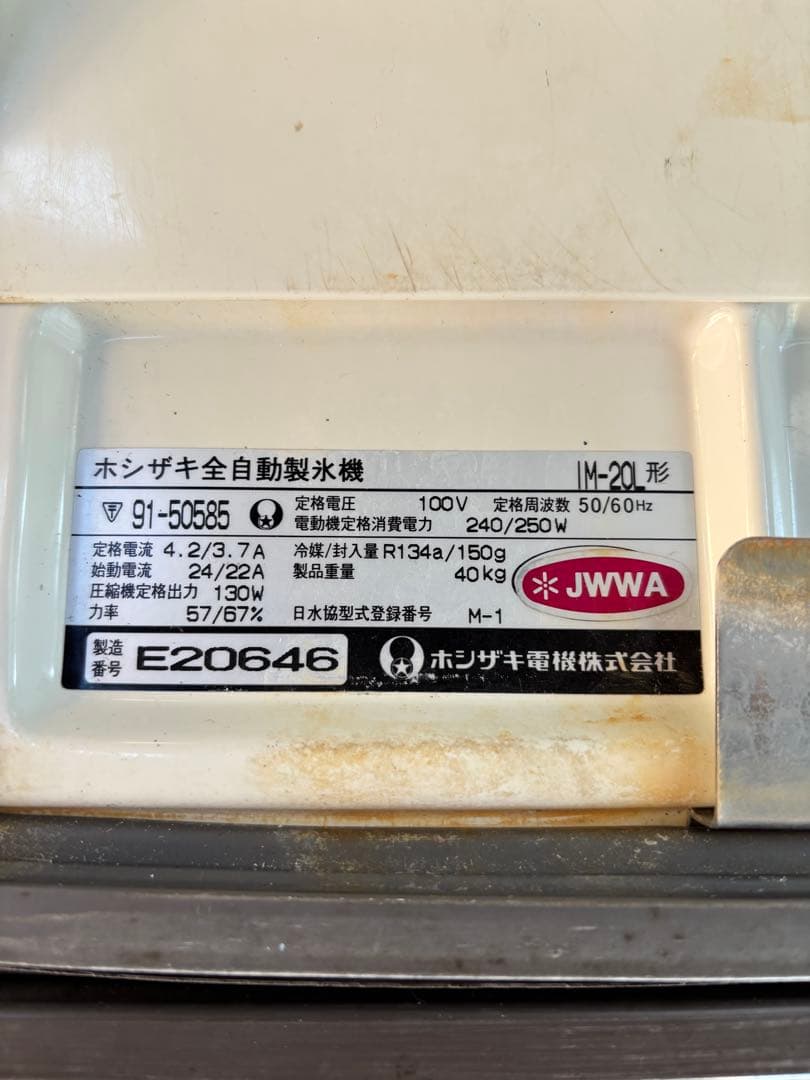 ホシザキ全自動製氷機 IM-20L形
91-50585 定格電圧 100V 定格周波数 50/60Hz
電動機定格消費電力 240/250W
定格電流 4.2/3.7A 冷媒/封入量 R134a/150g
始動電流 24/22A 製品重量 40kg
圧縮機定格出力 130W
力率 57/67% 日水協型式登録番号 M-1
JWWA
製造番号 E20646 ホシザキ電機株式会社